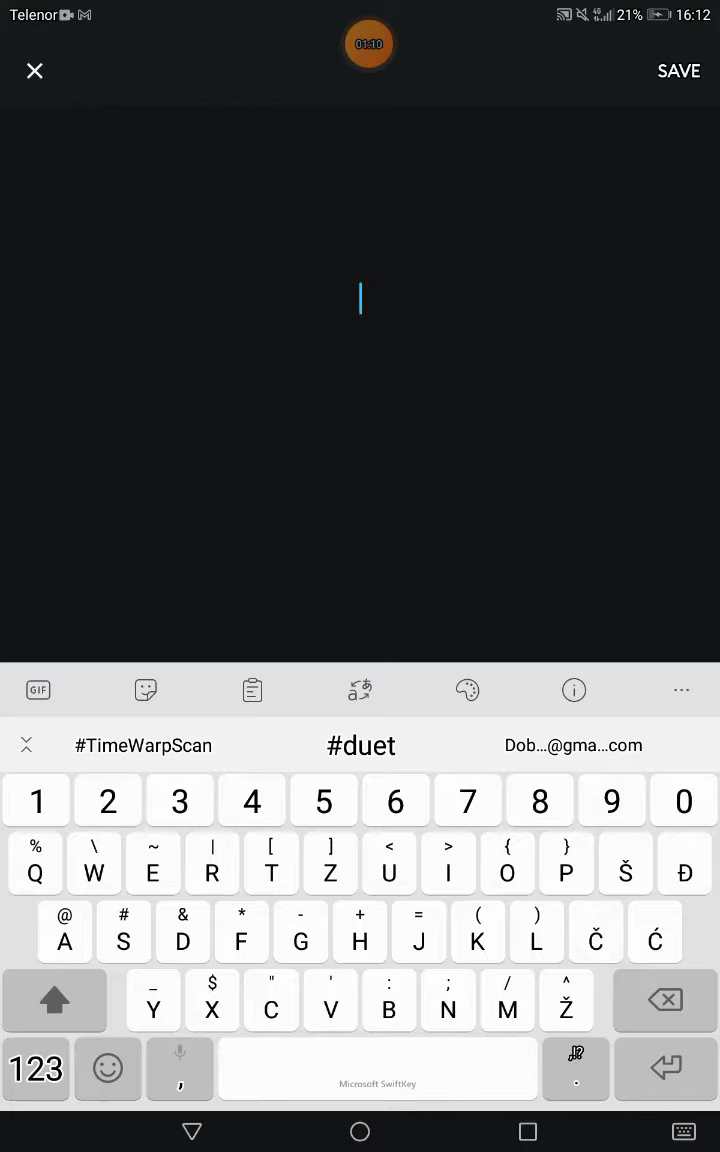 Telenor 4G 21% 16:12
01:10
SAVE
GIF
#TimeWarpScan #duet Dob...@gma...com
1 2 3 4 5 6 7 8 9 0
% \ ~ | [ ] < > { }
Q W E R T Z U I O P Š Đ
@ # & * - + = ( )
A S D F G H J K L Č Ć
_ $ " ' : ; / ^
Y X C V B N M Ž
123 , Microsoft SwiftKey ,!? .